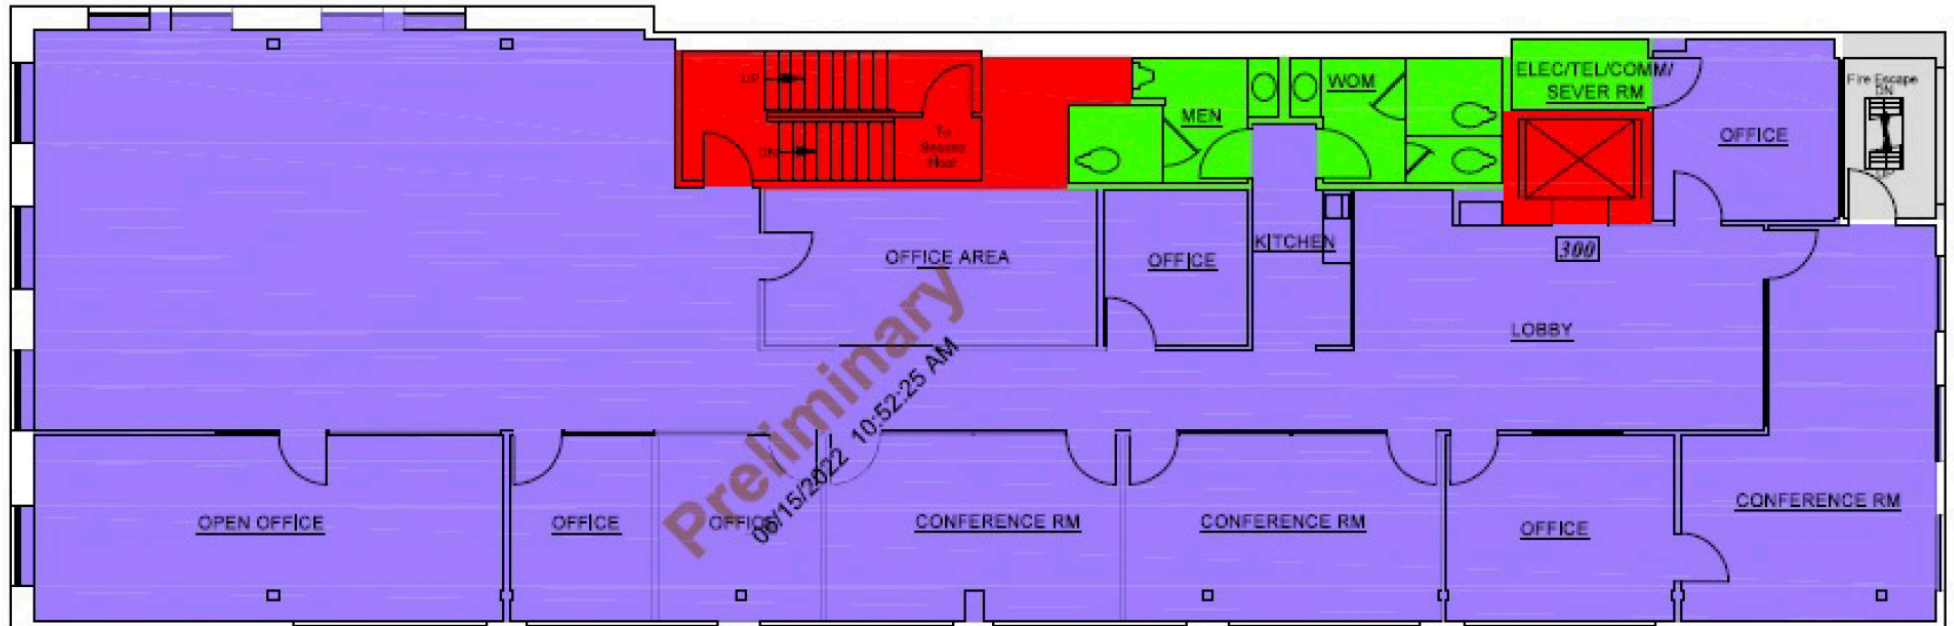 UP
DN
To
Second
Floor
MEN
WOM
ELEC/TEL/COMM/
SEVER RM
OFFICE
Fire Escape
DN
UP
OFFICE AREA
OFFICE
KITCHEN
300
LOBBY
OPEN OFFICE
OFFICE
OFFICE
CONFERENCE RM
CONFERENCE RM
OFFICE
CONFERENCE RM
Preliminary
06/15/2022 10:52:25 AM